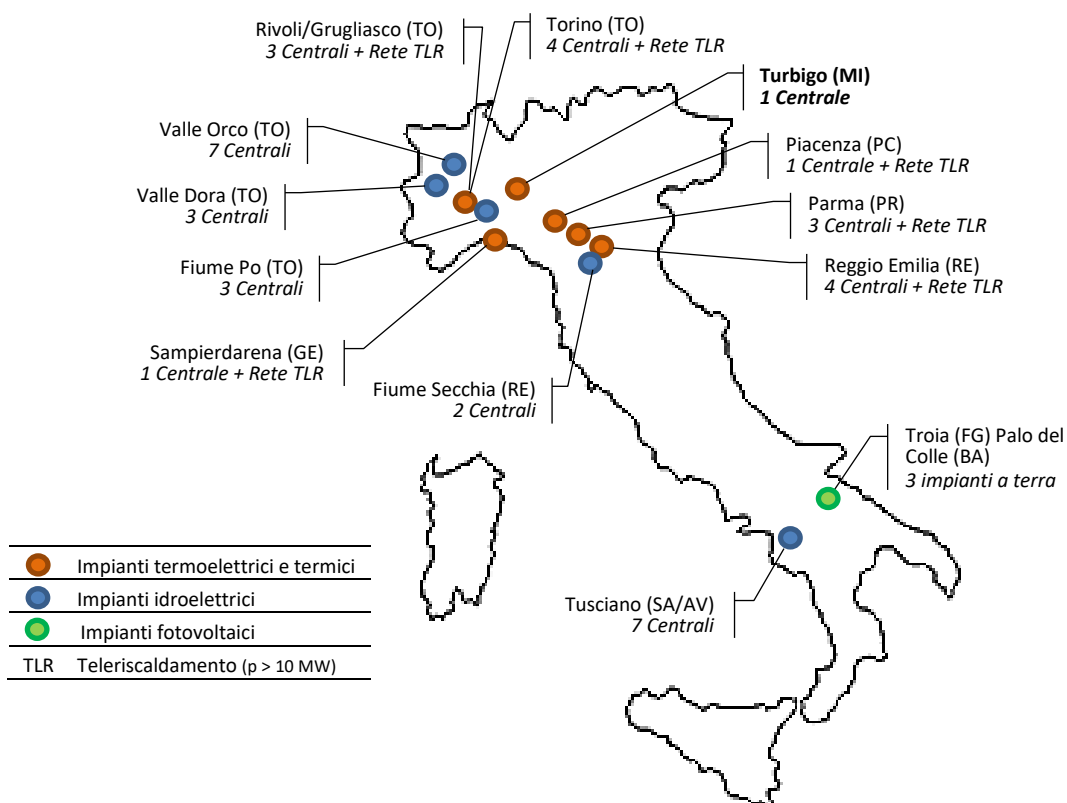 Rivoli/Grugliasco (TO)
3 Centrali + Rete TLR
Torino (TO)
4 Centrali + Rete TLR
Turbigo (MI)
1 Centrale
Valle Orco (TO)
7 Centrali
Piacenza (PC)
1 Centrale + Rete TLR
Valle Dora (TO)
3 Centrali
Parma (PR)
3 Centrali + Rete TLR
Fiume Po (TO)
3 Centrali
Reggio Emilia (RE)
4 Centrali + Rete TLR
Sampierdarena (GE)
1 Centrale + Rete TLR
Fiume Secchia (RE)
2 Centrali
Troia (FG) Palo del
Colle (BA)
3 impianti a terra
Tusciano (SA/AV)
7 Centrali
Impianti termoelettrici e termici
Impianti idroelettrici
Impianti fotovoltaici
TLR Teleriscaldamento (p > 10 MW)